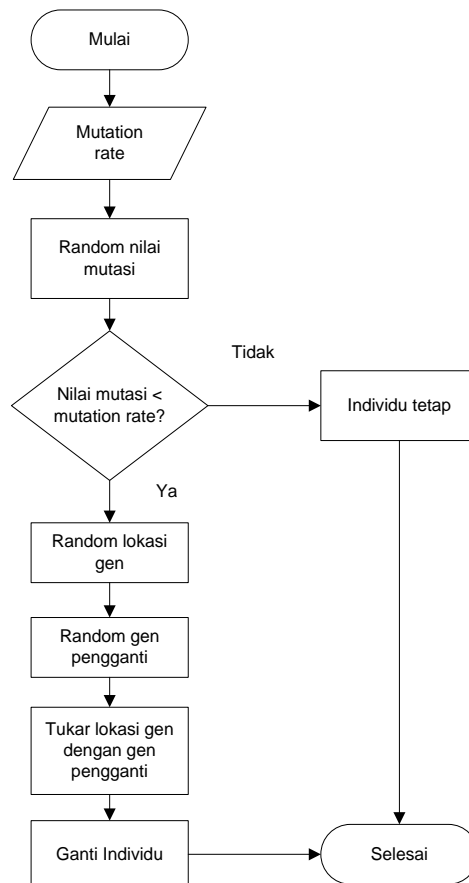 Mulai
Mutation
rate
Random nilai
mutasi
Nilai mutasi <
mutation rate?
Tidak
Individu tetap
Ya
Random lokasi
gen
Random gen
pengganti
Tukar lokasi gen
dengan gen
pengganti
Ganti Individu
Selesai